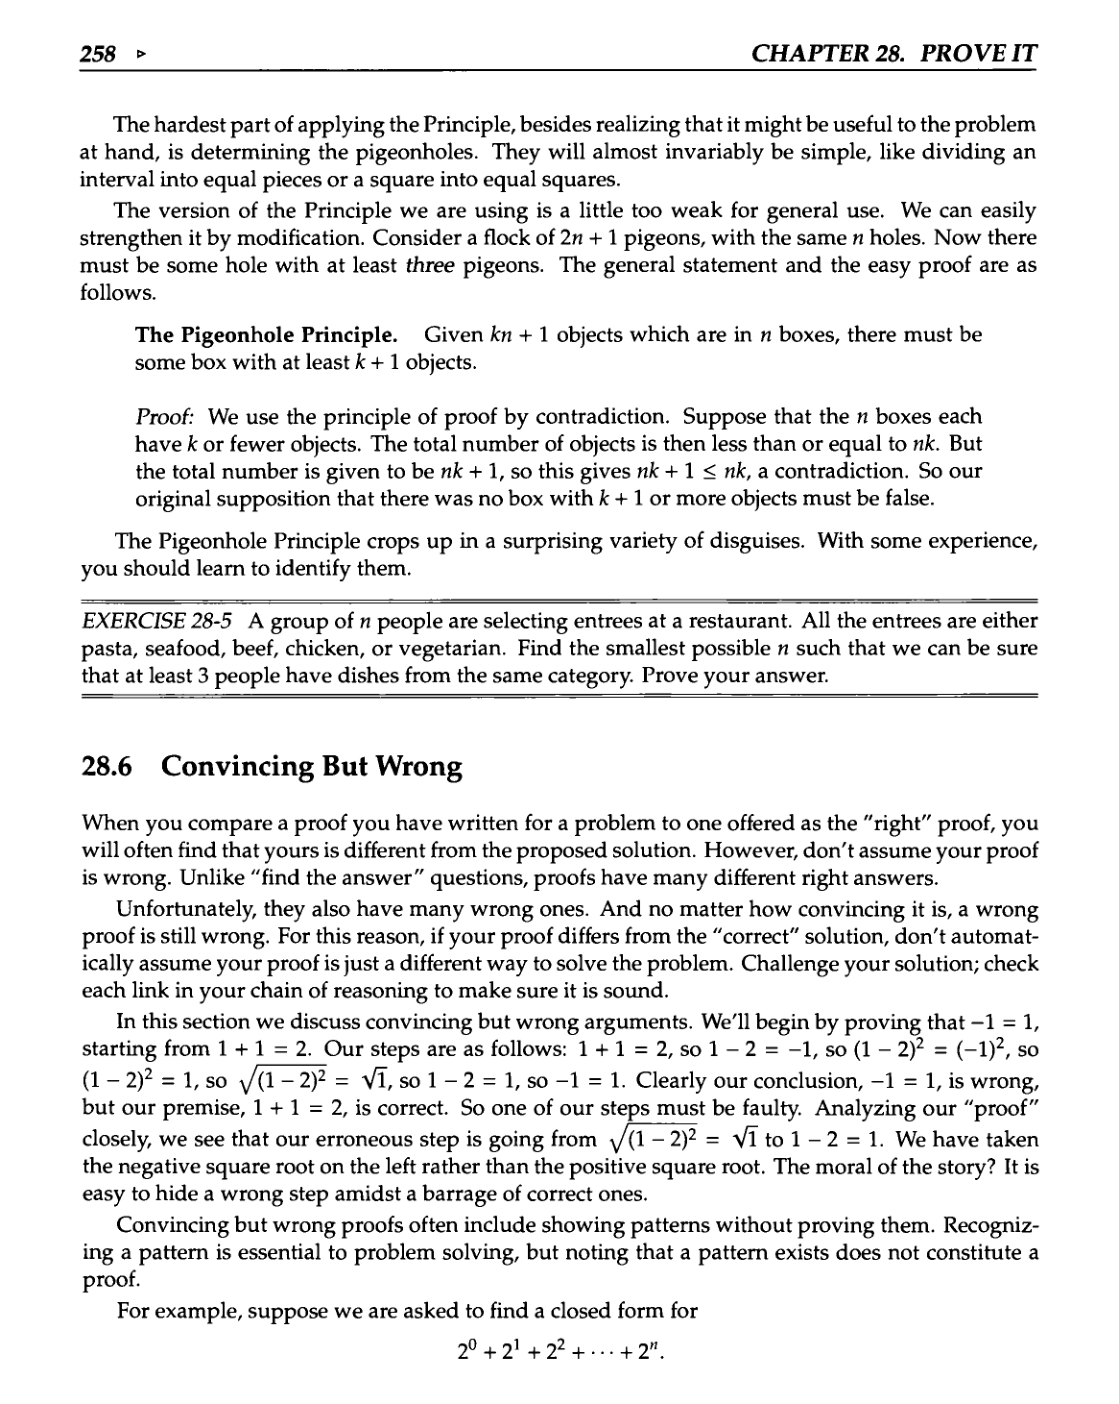 258 ▹ CHAPTER 28. PROVE IT
The hardest part of applying the Principle, besides realizing that it might be useful to the problem
at hand, is determining the pigeonholes. They will almost invariably be simple, like dividing an
interval into equal pieces or a square into equal squares.
The version of the Principle we are using is a little too weak for general use. We can easily
strengthen it by modification. Consider a flock of 2n + 1 pigeons, with the same n holes. Now there
must be some hole with at least three pigeons. The general statement and the easy proof are as
follows.
The Pigeonhole Principle. Given kn + 1 objects which are in n boxes, there must be
some box with at least k + 1 objects.
Proof: We use the principle of proof by contradiction. Suppose that the n boxes each
have k or fewer objects. The total number of objects is then less than or equal to nk. But
the total number is given to be nk + 1, so this gives nk + 1 ≤ nk, a contradiction. So our
original supposition that there was no box with k + 1 or more objects must be false.
The Pigeonhole Principle crops up in a surprising variety of disguises. With some experience,
you should learn to identify them.
EXERCISE 28-5 A group of n people are selecting entrees at a restaurant. All the entrees are either
pasta, seafood, beef, chicken, or vegetarian. Find the smallest possible n such that we can be sure
that at least 3 people have dishes from the same category. Prove your answer.
28.6 Convincing But Wrong
When you compare a proof you have written for a problem to one offered as the "right" proof, you
will often find that yours is different from the proposed solution. However, don't assume your proof
is wrong. Unlike "find the answer" questions, proofs have many different right answers.
Unfortunately, they also have many wrong ones. And no matter how convincing it is, a wrong
proof is still wrong. For this reason, if your proof differs from the "correct" solution, don't automat-
ically assume your proof is just a different way to solve the problem. Challenge your solution; check
each link in your chain of reasoning to make sure it is sound.
In this section we discuss convincing but wrong arguments. We'll begin by proving that −1 = 1,
starting from 1 + 1 = 2. Our steps are as follows: 1 + 1 = 2, so 1 − 2 = −1, so (1 − 2)² = (−1)², so
(1 − 2)² = 1, so √(1 − 2)² = √1, so 1 − 2 = 1, so −1 = 1. Clearly our conclusion, −1 = 1, is wrong,
but our premise, 1 + 1 = 2, is correct. So one of our steps must be faulty. Analyzing our "proof"
closely, we see that our erroneous step is going from √(1 − 2)² = √1 to 1 − 2 = 1. We have taken
the negative square root on the left rather than the positive square root. The moral of the story? It is
easy to hide a wrong step amidst a barrage of correct ones.
Convincing but wrong proofs often include showing patterns without proving them. Recogniz-
ing a pattern is essential to problem solving, but noting that a pattern exists does not constitute a
proof.
For example, suppose we are asked to find a closed form for
2⁰ + 2¹ + 2² + · · · + 2ⁿ.